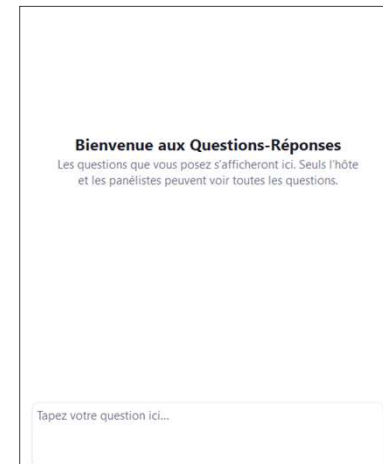 Bienvenue aux Questions-Réponses
Les questions que vous posez s'afficheront ici. Seuls l'hôte
et les panélistes peuvent voir toutes les questions.
Tapez votre question ici...